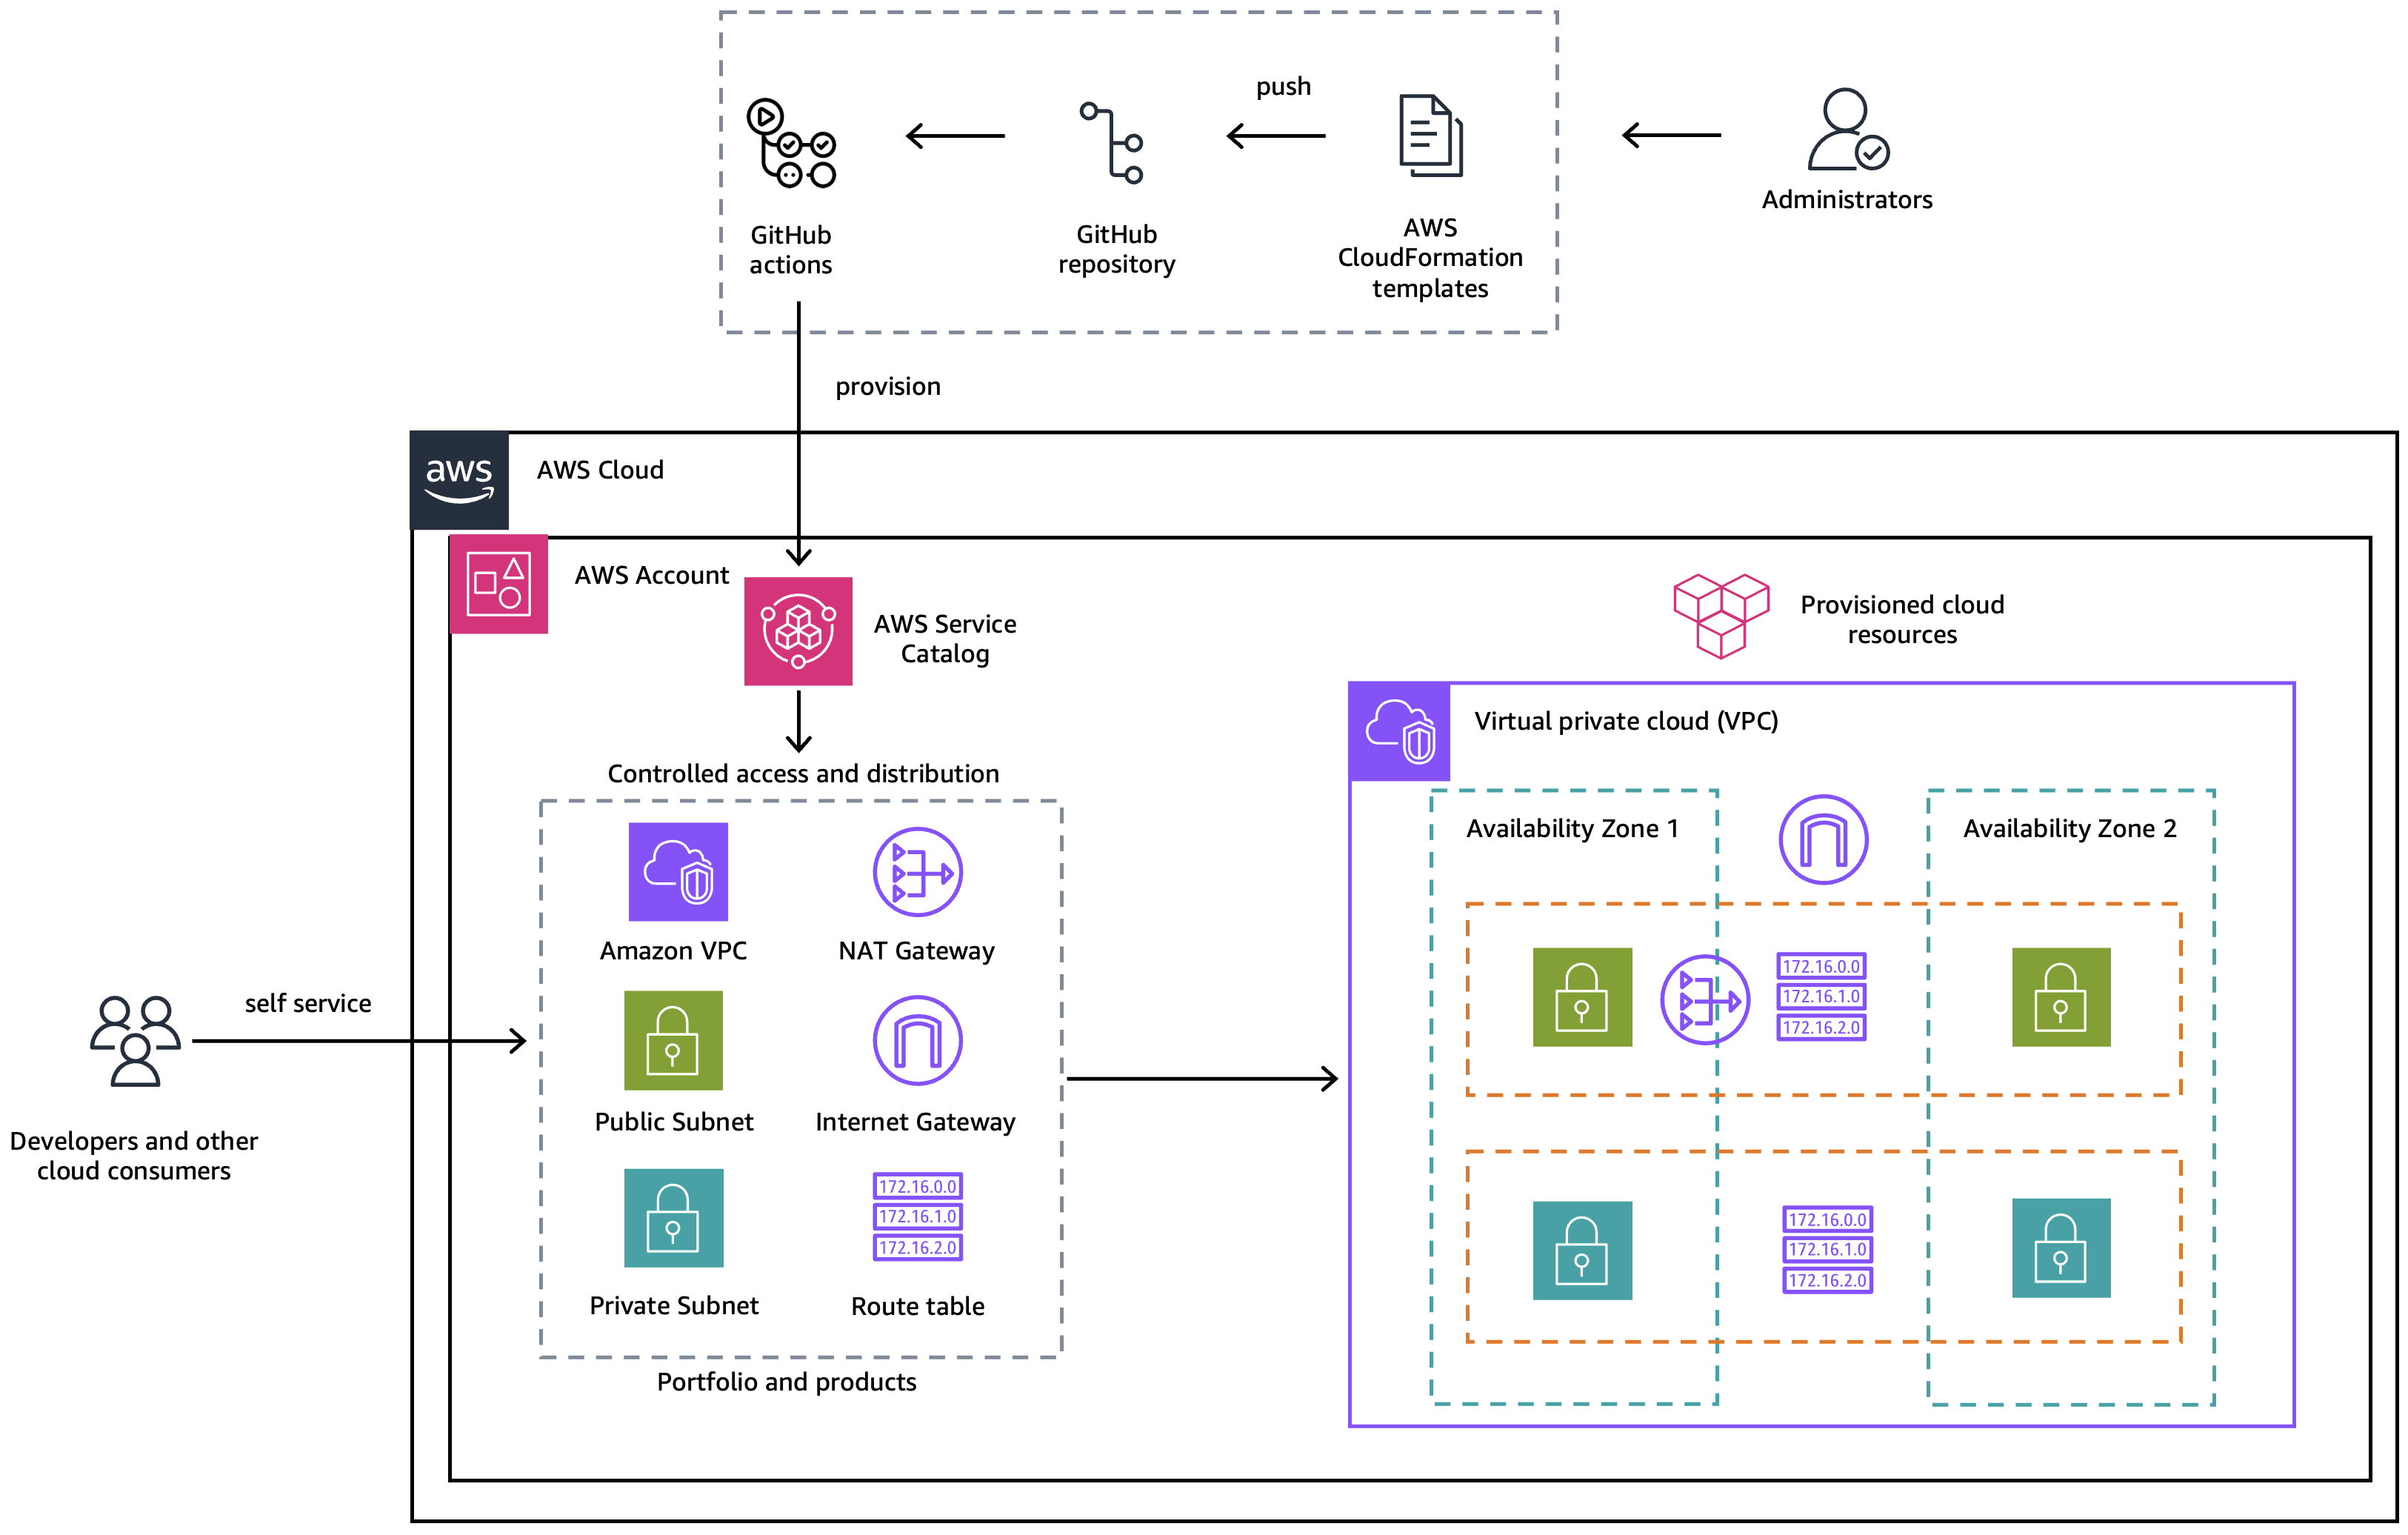 push
GitHub
actions
GitHub
repository
AWS
CloudFormation
templates
Administrators
provision
aws
AWS Cloud
AWS Account
AWS Service
Catalog
Provisioned cloud
resources
Controlled access and distribution
Amazon VPC
NAT Gateway
Public Subnet
Internet Gateway
Private Subnet
172.16.0.0
172.16.1.0
172.16.2.0
Route table
Portfolio and products
self service
Developers and other
cloud consumers
Virtual private cloud (VPC)
Availability Zone 1
Availability Zone 2
172.16.0.0
172.16.1.0
172.16.2.0
172.16.0.0
172.16.1.0
172.16.2.0